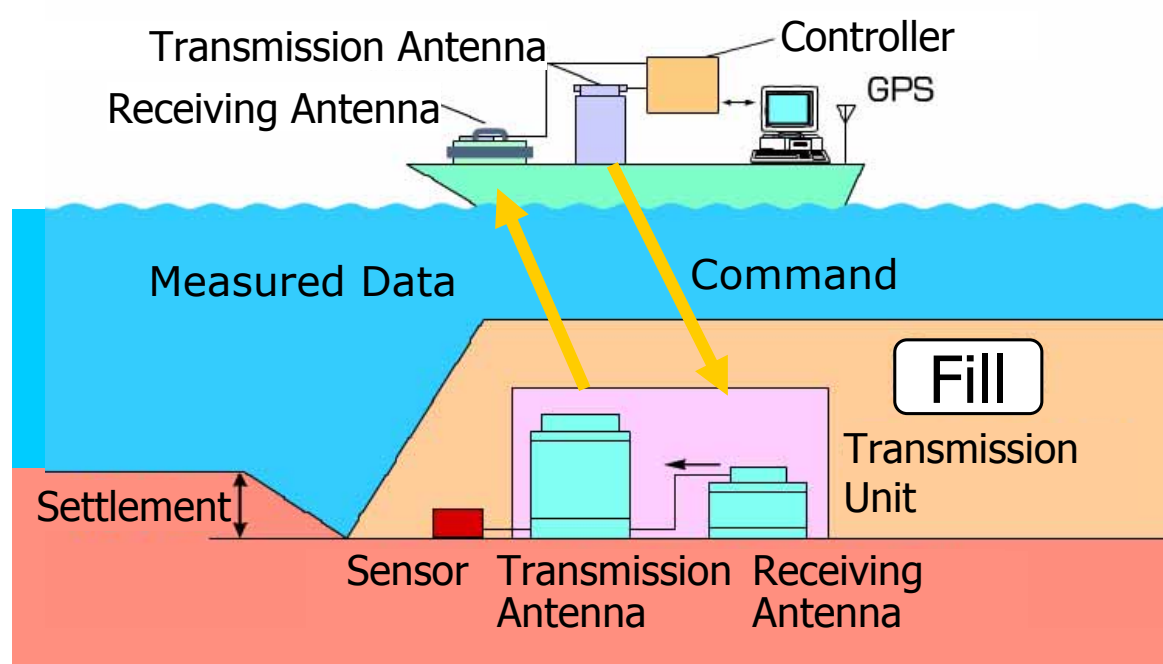 Transmission Antenna
Controller
Receiving Antenna
GPS
Measured Data
Command
Fill
Transmission
Unit
Settlement
Sensor
Transmission
Antenna
Receiving
Antenna